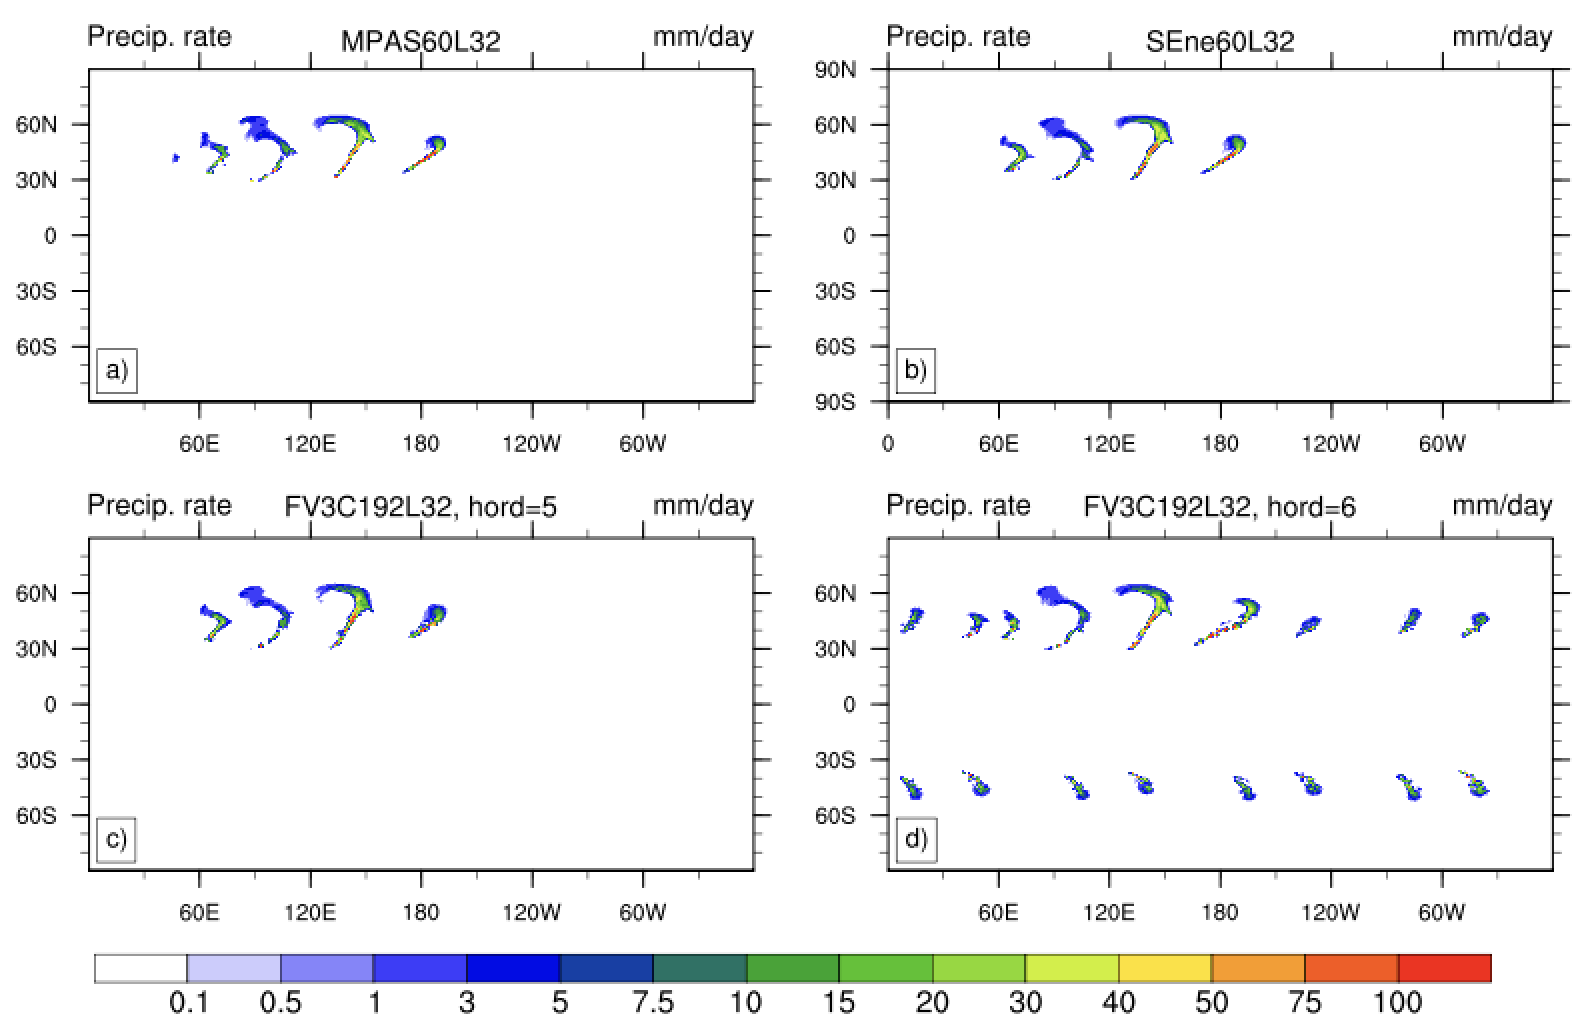 Precip. rate MPAS60L32 mm/day
60N
30N
0
30S
60S
a)
60E 120E 180 120W 60W
Precip. rate SEne60L32 mm/day
90N
60N
30N
0
30S
60S
90S
b)
0 60E 120E 180 120W 60W
Precip. rate FV3C192L32, hord=5 mm/day
60N
30N
0
30S
60S
c)
60E 120E 180 120W 60W
Precip. rate FV3C192L32, hord=6 mm/day
60N
30N
0
30S
60S
d)
60E 120E 180 120W 60W
0.1 0.5 1 3 5 7.5 10 15 20 30 40 50 75 100